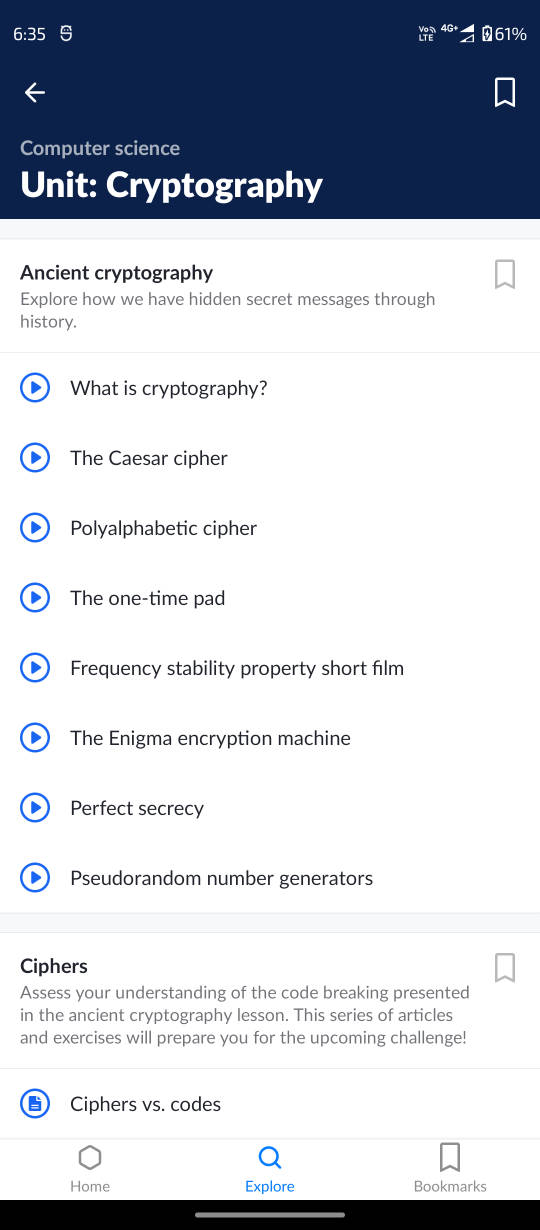 6:35
Vo LTE 4G+ 61%
Computer science
Unit: Cryptography
Ancient cryptography
Explore how we have hidden secret messages through
history.
What is cryptography?
The Caesar cipher
Polyalphabetic cipher
The one-time pad
Frequency stability property short film
The Enigma encryption machine
Perfect secrecy
Pseudorandom number generators
Ciphers
Assess your understanding of the code breaking presented
in the ancient cryptography lesson. This series of articles
and exercises will prepare you for the upcoming challenge!
Ciphers vs. codes
Home
Explore
Bookmarks